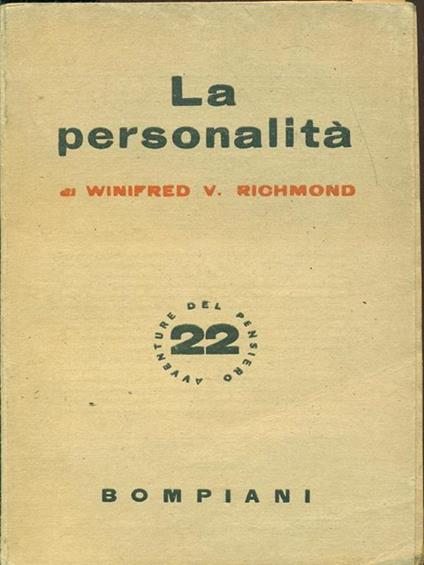 La
personalità
di WINIFRED V. RICHMOND
AVVENTURE DEL PENSIERO
22
BOMPIANI